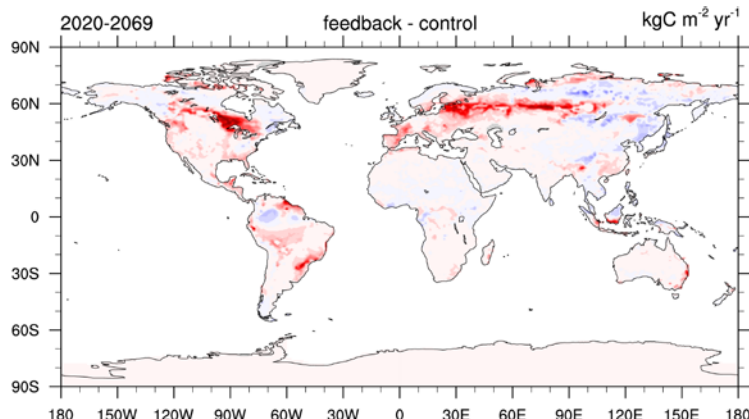 2020-2069 feedback - control kgC m⁻² yr⁻¹
90N
60N
30N
0
30S
60S
90S
180 150W 120W 90W 60W 30W 0 30E 60E 90E 120E 150E 180